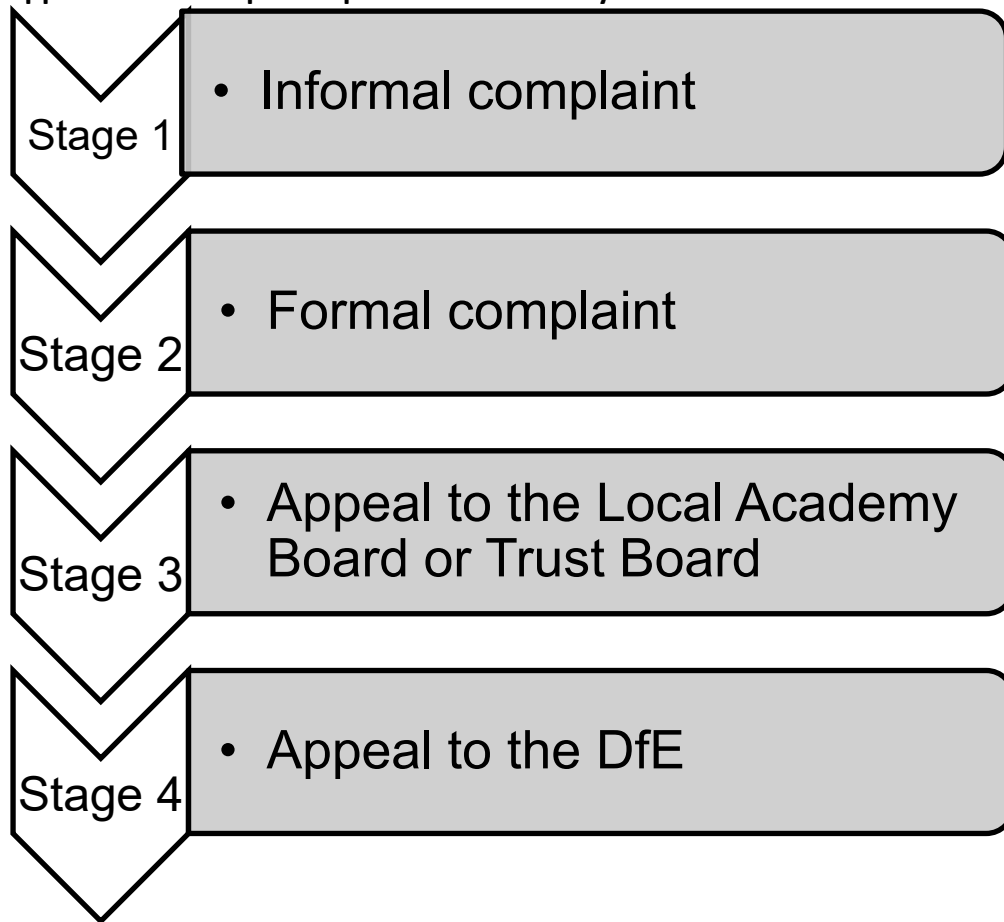 Stage 1
• Informal complaint
Stage 2
• Formal complaint
Stage 3
• Appeal to the Local Academy
Board or Trust Board
Stage 4
• Appeal to the DfE